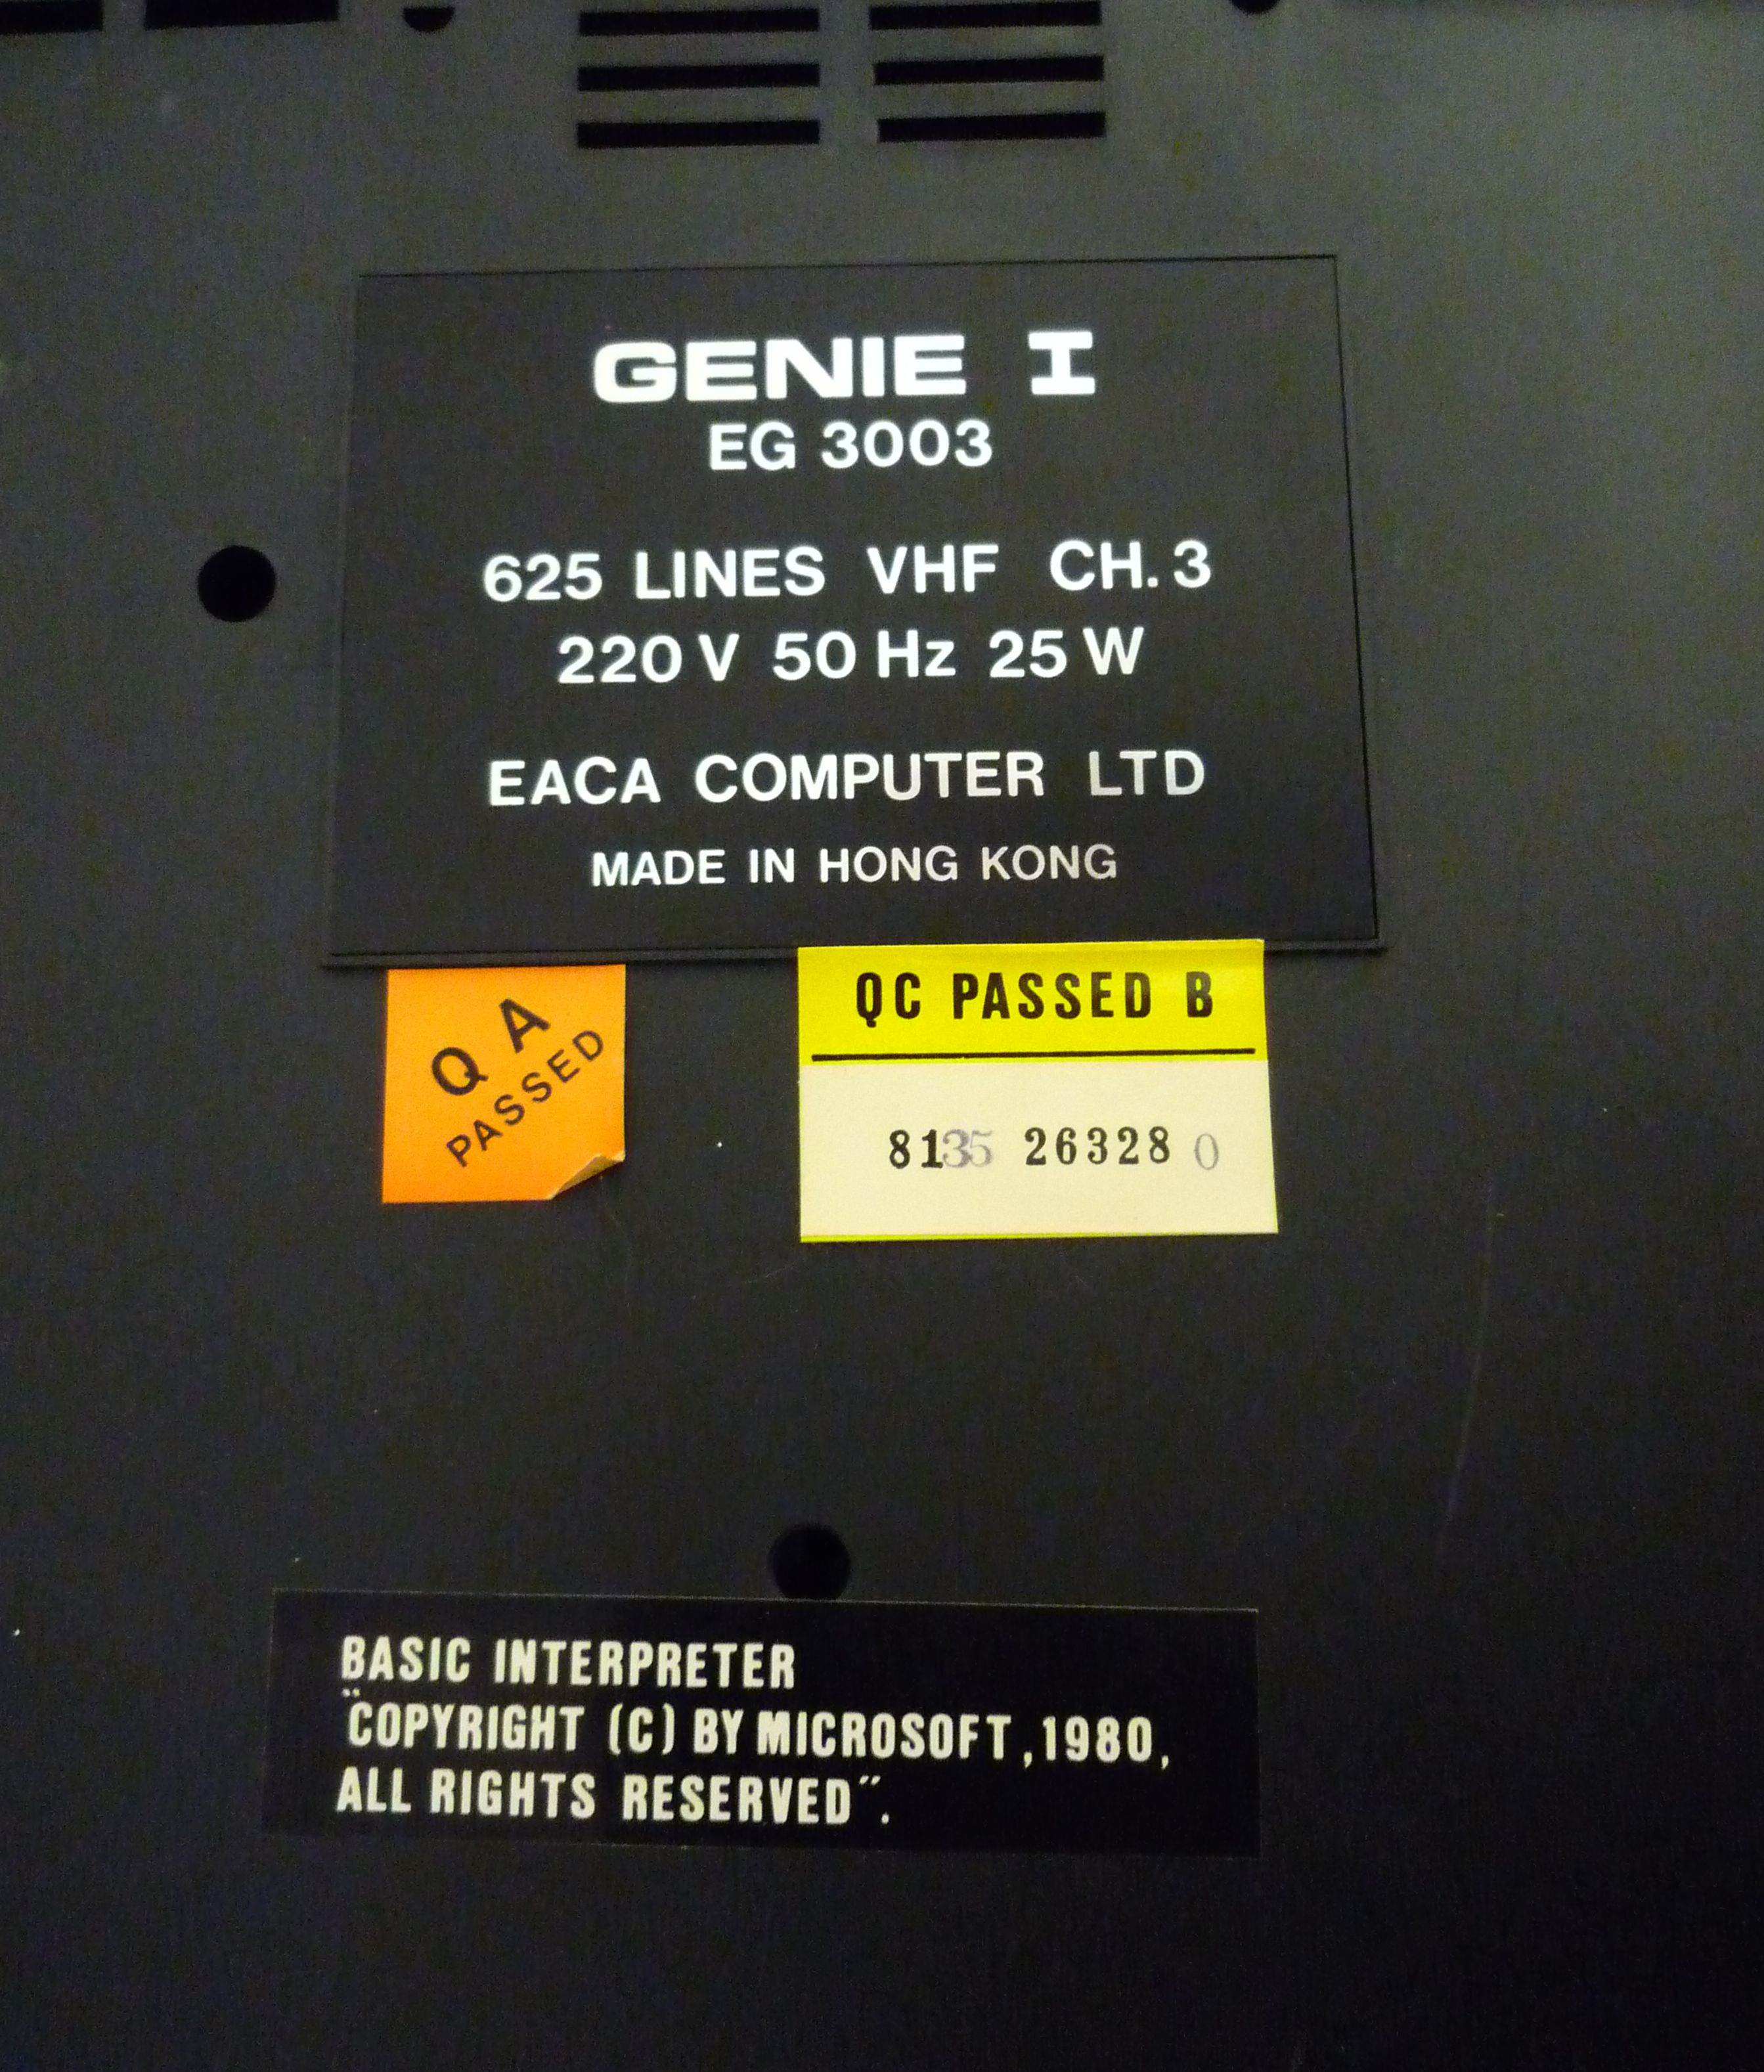 GENIE I
EG 3003
625 LINES VHF CH. 3
220 V 50 Hz 25 W
EACA COMPUTER LTD
MADE IN HONG KONG
Q A
PASSED
QC PASSED B
8135 26328 0
BASIC INTERPRETER
"COPYRIGHT (C) BY MICROSOFT, 1980,
ALL RIGHTS RESERVED".